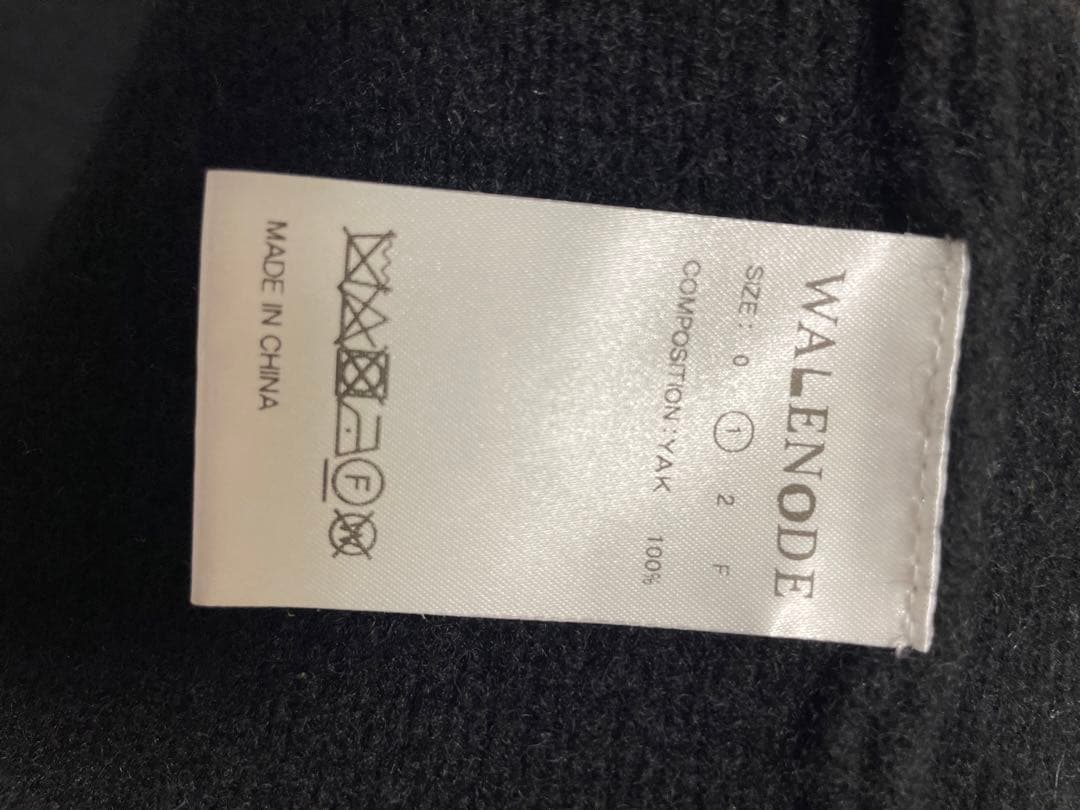 WALENODE
SIZE: 0 1 2 F
COMPOSITION:YAK 100%
F W
MADE IN CHINA